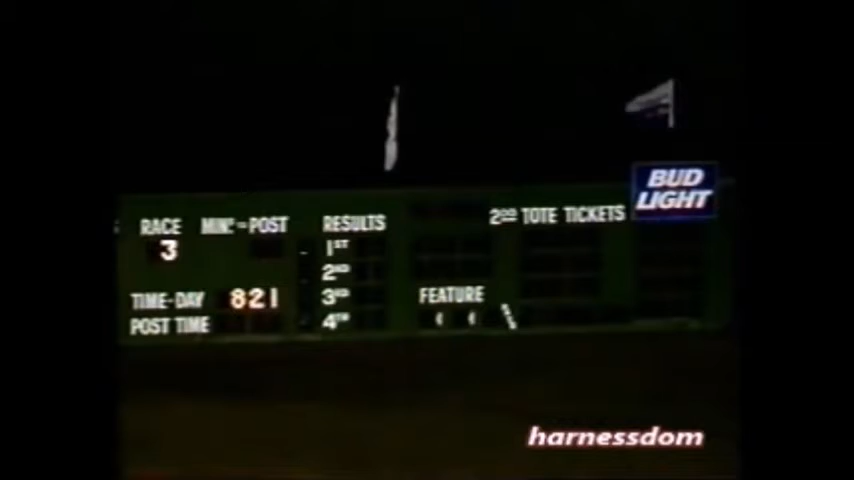 BUD
LIGHT
RACE MIN.S TO POST RESULTS 2ND TOTE TICKETS
3 1ST
2ND
TIME-DAY 821 3RD FEATURE
POST TIME 4TH
harnessdom